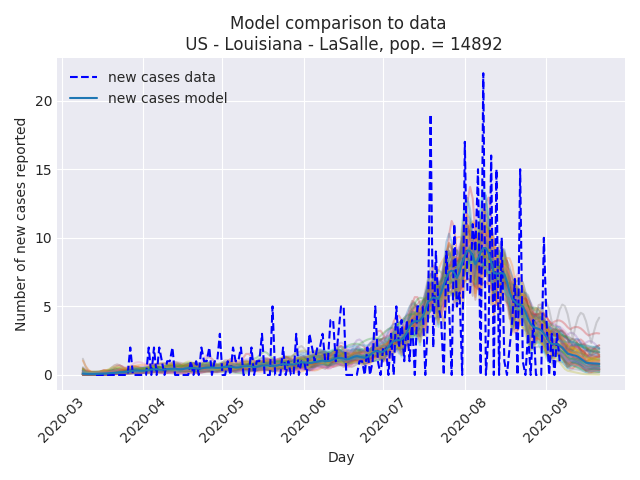 Model comparison to data
US - Louisiana - LaSalle, pop. = 14892
new cases data
new cases model
Number of new cases reported
20
15
10
5
0
2020-03
2020-04
2020-05
2020-06
2020-07
2020-08
2020-09
Day